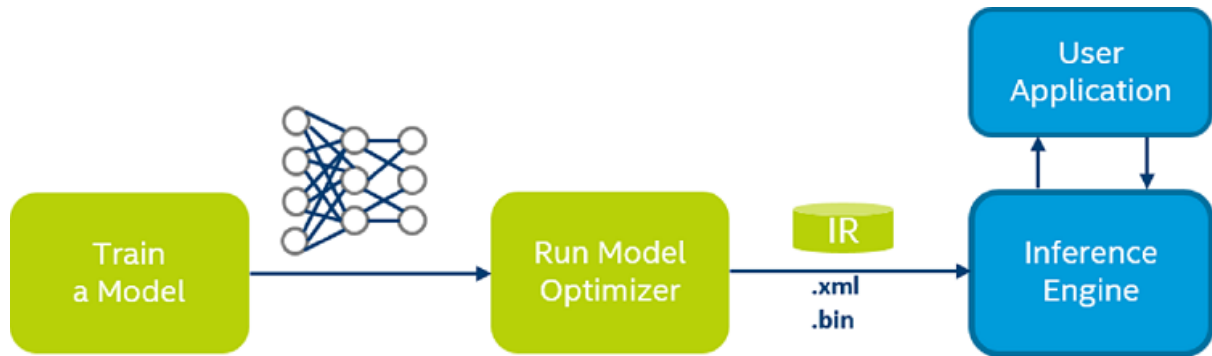 Train
a Model
Run Model
Optimizer
IR
.xml
.bin
User
Application
Inference
Engine